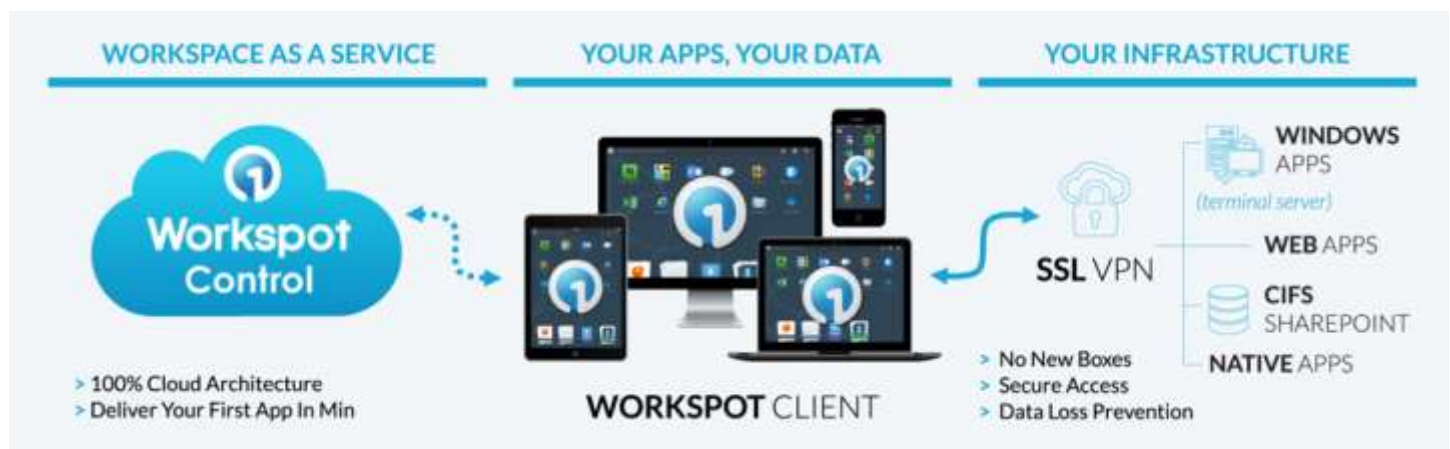 WORKSPACE AS A SERVICE
Workspot
Control
> 100% Cloud Architecture
> Deliver Your First App In Min
YOUR APPS, YOUR DATA
WORKSPOT CLIENT
YOUR INFRASTRUCTURE
SSL VPN
WINDOWS
APPS
(terminal server)
WEB APPS
CIFS
SHAREPOINT
NATIVE APPS
> No New Boxes
> Secure Access
> Data Loss Prevention